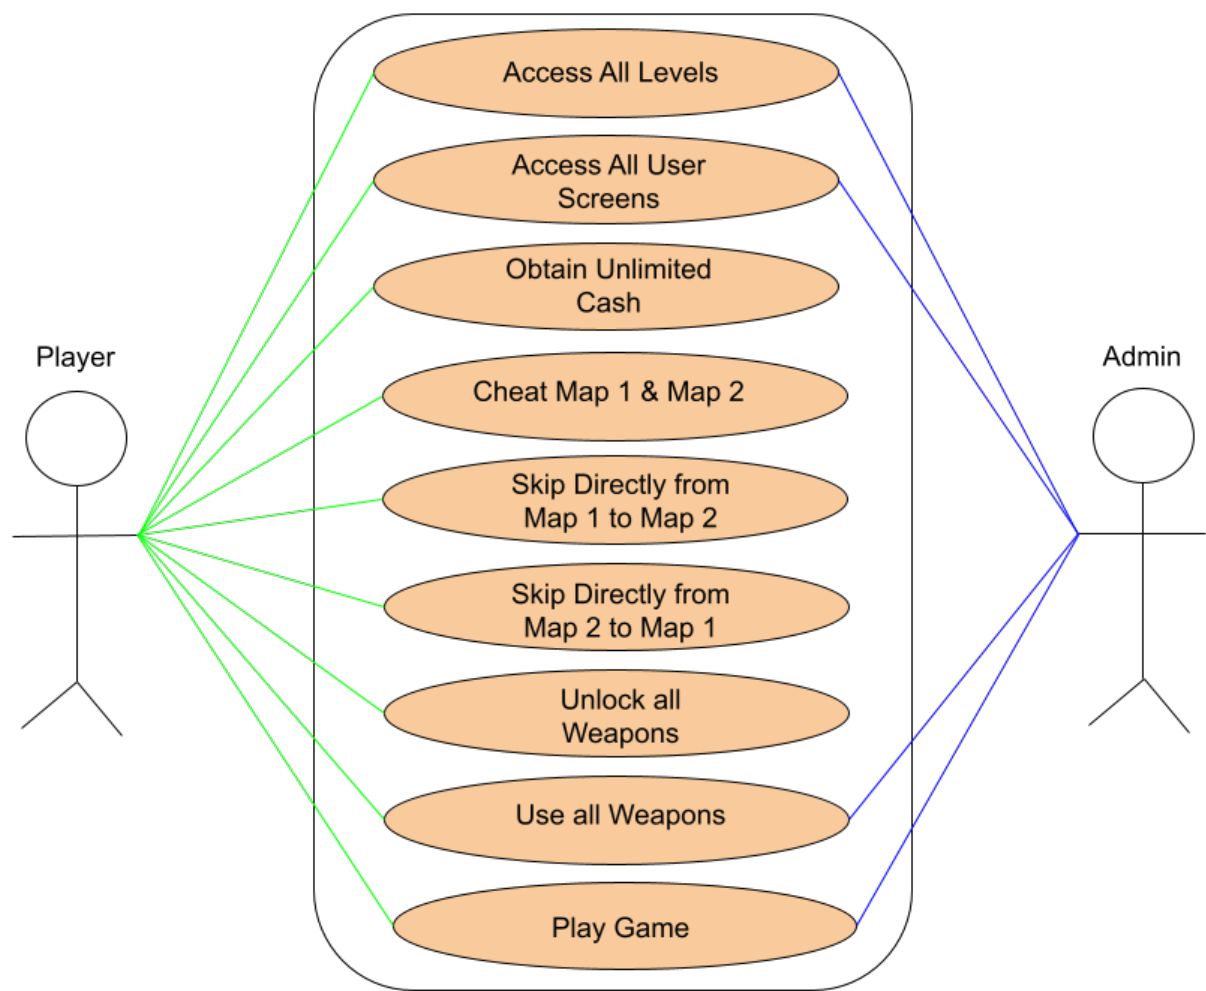 Access All Levels
Access All User
Screens
Obtain Unlimited
Cash
Player
Admin
Cheat Map 1 & Map 2
Skip Directly from
Map 1 to Map 2
Skip Directly from
Map 2 to Map 1
Unlock all
Weapons
Use all Weapons
Play Game